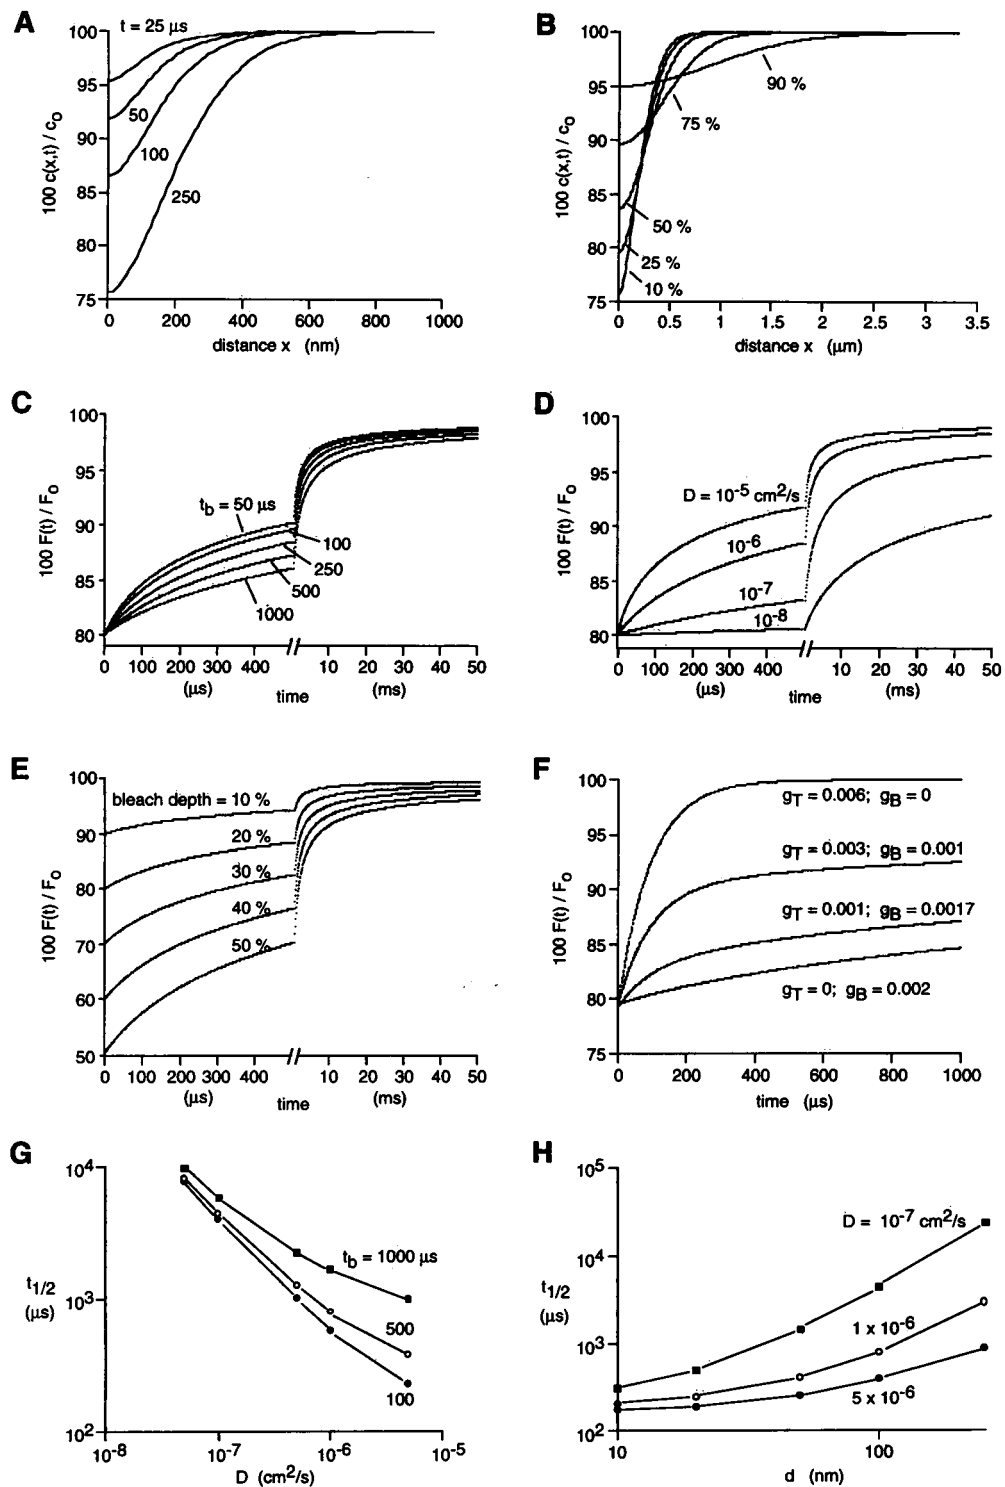 A
t = 25 μs
50
100
250
100 c(x,t) / c₀
100
95
90
85
80
75
0 200 400 600 800 1000
distance x (nm)
B
90 %
75 %
50 %
25 %
10 %
100 c(x,t) / c₀
100
95
90
85
80
75
0 0.5 1 1.5 2 2.5 3 3.5
distance x (μm)
C
t_b = 50 μs
100
250
500
1000
100 F(t) / F₀
100
95
90
85
80
0 100 200 300 400 10 20 30 40 50
(μs) time (ms)
D
D = 10⁻⁵ cm²/s
10⁻⁶
10⁻⁷
10⁻⁸
100 F(t) / F₀
100
95
90
85
80
0 100 200 300 400 10 20 30 40 50
(μs) time (ms)
E
bleach depth = 10 %
20 %
30 %
40 %
50 %
100 F(t) / F₀
100
90
80
70
60
50
0 100 200 300 400 10 20 30 40 50
(μs) time (ms)
F
g_T = 0.006; g_B = 0
g_T = 0.003; g_B = 0.001
g_T = 0.001; g_B = 0.0017
g_T = 0; g_B = 0.002
100 F(t) / F₀
100
95
90
85
80
75
0 200 400 600 800 1000
time (μs)
G
t_b = 1000 μs
500
100
t₁/₂
(μs)
10⁴
10³
10²
10⁻⁸ 10⁻⁷ 10⁻⁶ 10⁻⁵
D (cm²/s)
H
D = 10⁻⁷ cm²/s
1 x 10⁻⁶
5 x 10⁻⁶
t₁/₂
(μs)
10⁵
10⁴
10³
10²
10 100
d (nm)